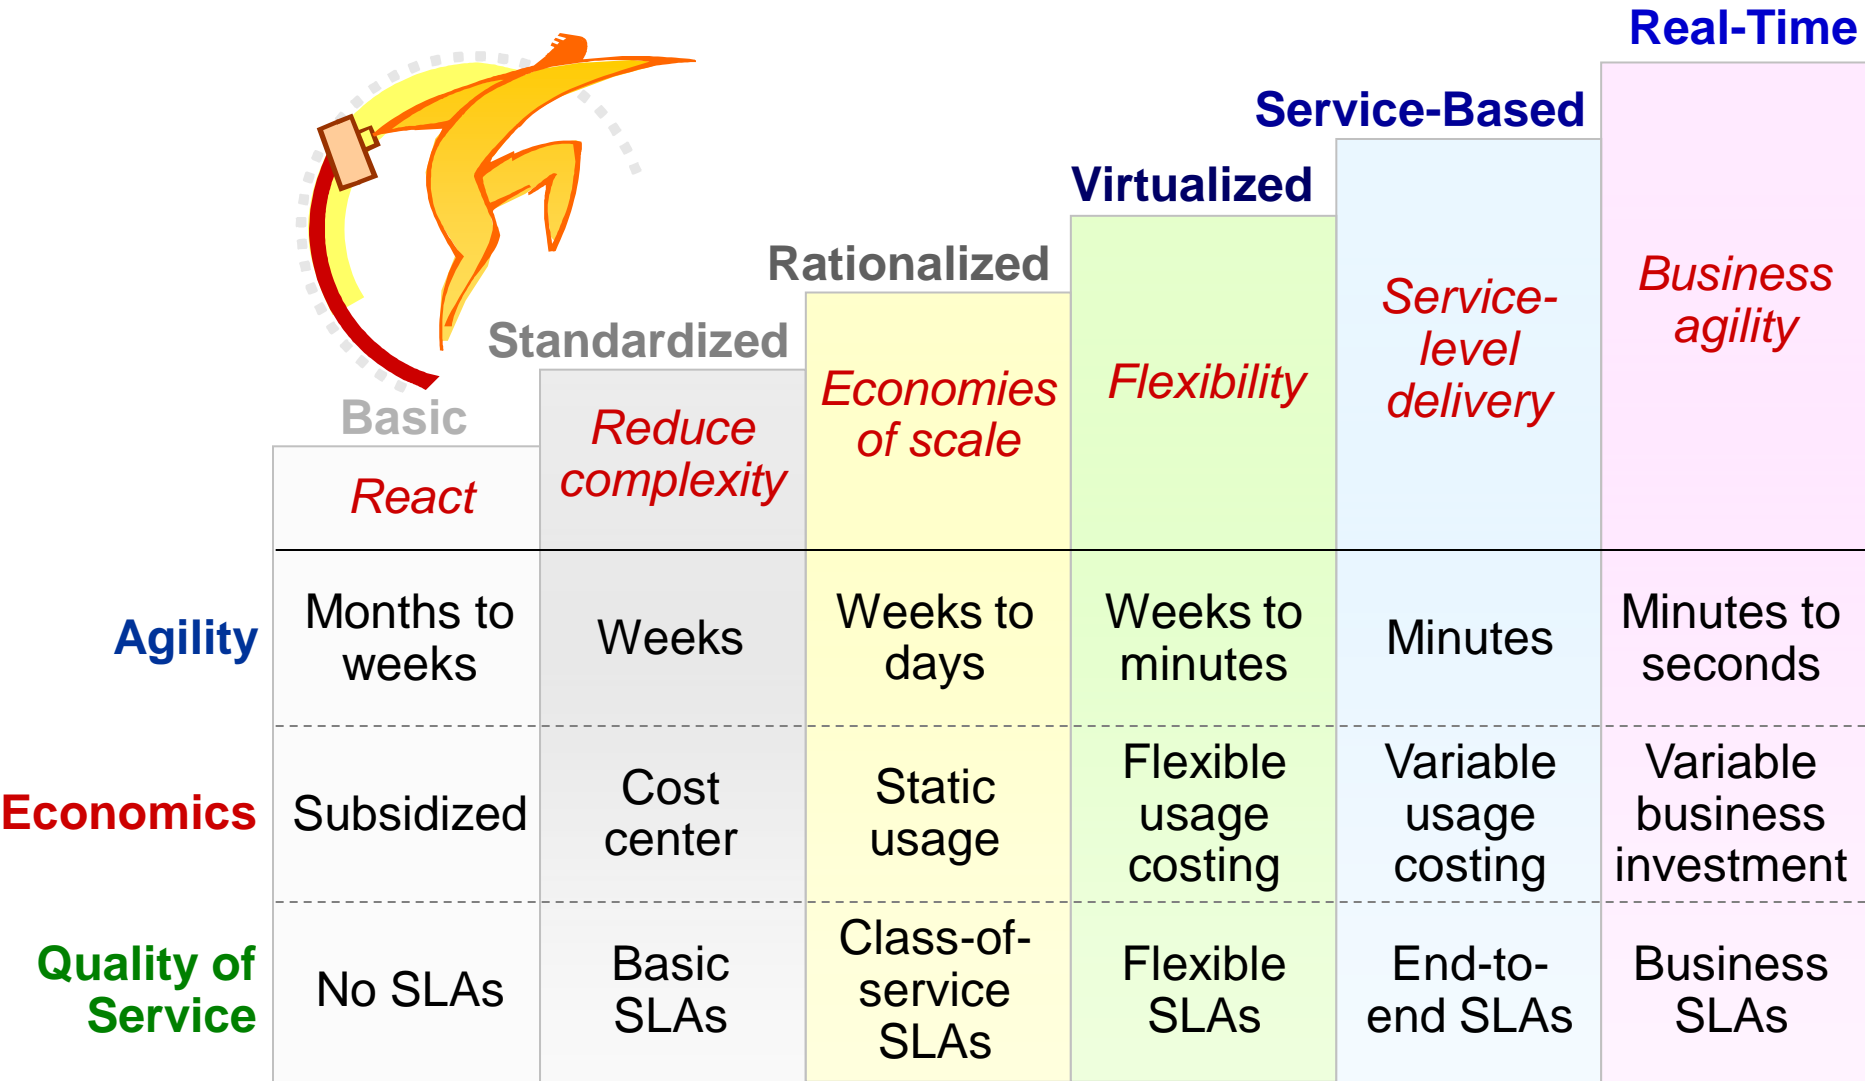 Real-Time
Service-Based
Virtualized
Rationalized
Standardized
Basic
React
Reduce
complexity
Economies
of scale
Flexibility
Service-
level
delivery
Business
agility
Agility
Months to
weeks
Weeks
Weeks to
days
Weeks to
minutes
Minutes
Minutes to
seconds
Economics
Subsidized
Cost
center
Static
usage
Flexible
usage
costing
Variable
usage
costing
Variable
business
investment
Quality of
Service
No SLAs
Basic
SLAs
Class-of-
service
SLAs
Flexible
SLAs
End-to-
end SLAs
Business
SLAs